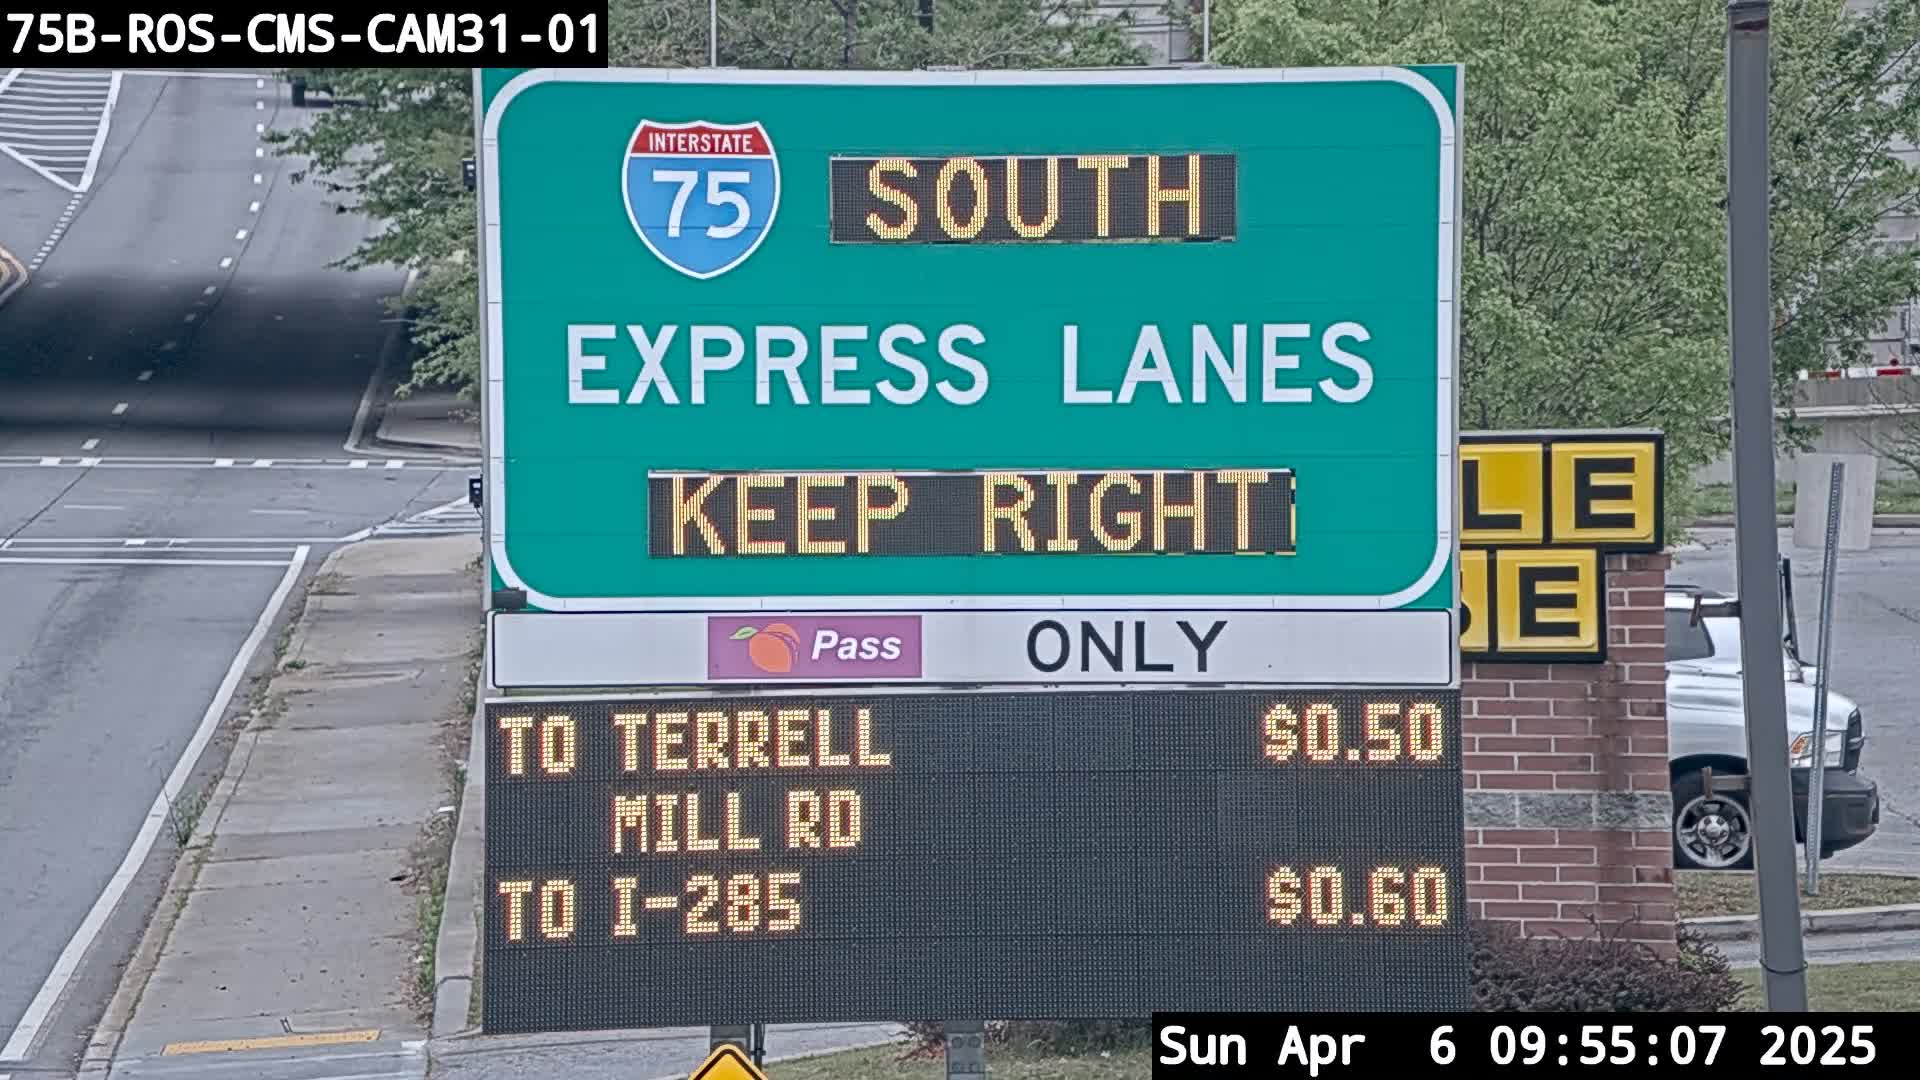 75B-ROS-CMS-CAM31-01
INTERSTATE
75
SOUTH
EXPRESS LANES
KEEP RIGHT
Pass ONLY
TO TERRELL $0.50
MILL RD
TO I-285 $0.60
LE
E
Sun Apr 6 09:55:07 2025